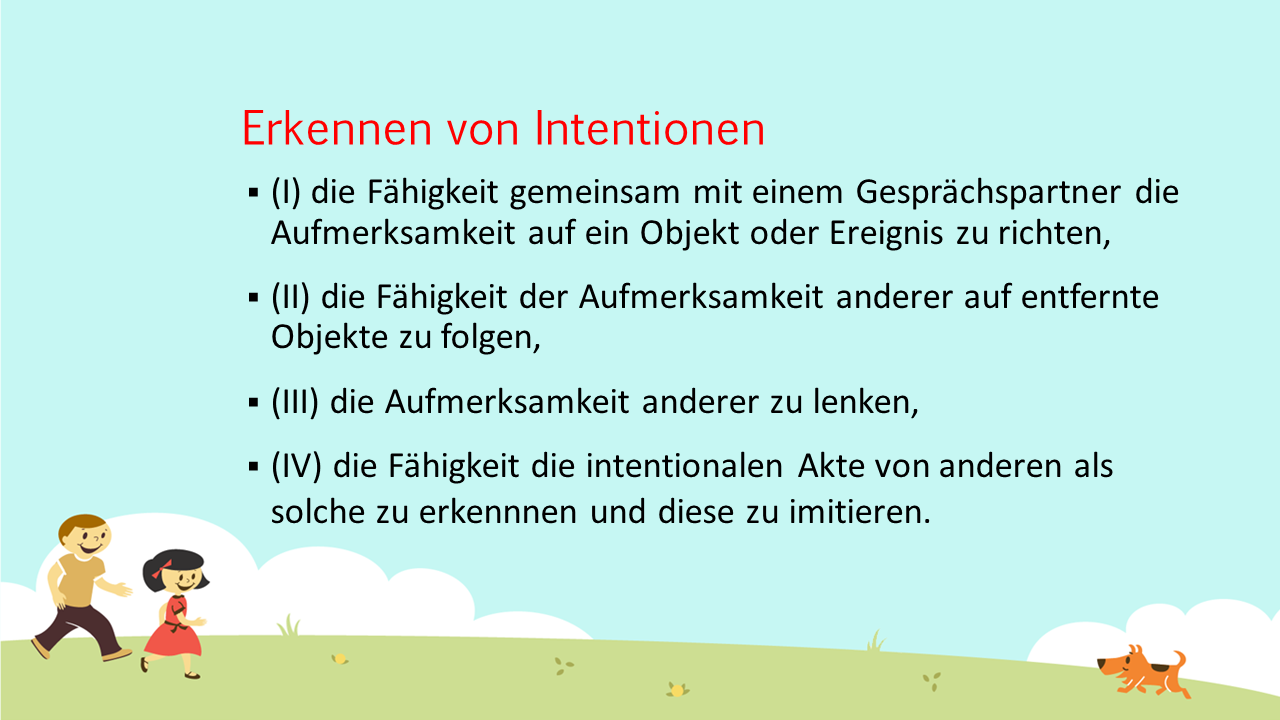 Erkennen von Intentionen
▪ (I) die Fähigkeit gemeinsam mit einem Gesprächspartner die
Aufmerksamkeit auf ein Objekt oder Ereignis zu richten,
▪ (II) die Fähigkeit der Aufmerksamkeit anderer auf entfernte
Objekte zu folgen,
▪ (III) die Aufmerksamkeit anderer zu lenken,
▪ (IV) die Fähigkeit die intentionalen Akte von anderen als
solche zu erkennnen und diese zu imitieren.